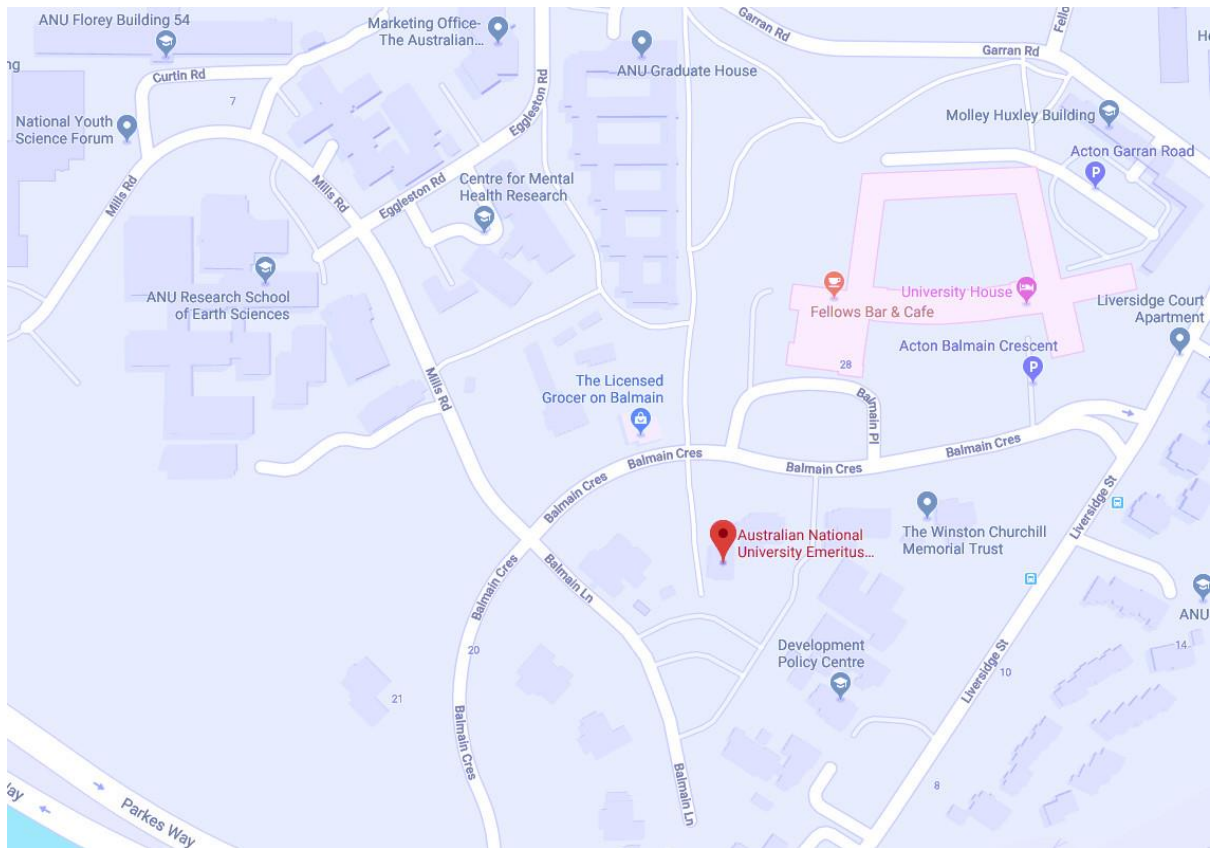 ANU Florey Building 54
Marketing Office-
The Australian...
Garran Rd
Fello
Garran Rd
ng
Curtin Rd
ANU Graduate House
7
Eggleston Rd
National Youth
Science Forum
Molley Huxley Building
Acton Garran Road
P
Mills Rd
Mills Rd
Eggleston Rd
Centre for Mental
Health Research
ANU Research School
of Earth Sciences
University House
Fellows Bar & Cafe
Liversidge Court
Apartment
Acton Balmain Crescent
P
28
The Licensed
Grocer on Balmain
Mills Rd
Balmain Pl
Balmain Cres
Balmain Cres
Balmain Cres
Balmain Cres
Liversidge St
The Winston Churchill
Memorial Trust
Australian National
University Emeritus...
Balmain Ln
Balmain Cres
ANU
20
Development
Policy Centre
14
10
Liversidge St
21
Balmain Cres
Balmain Ln
8
Parkes Way
ay